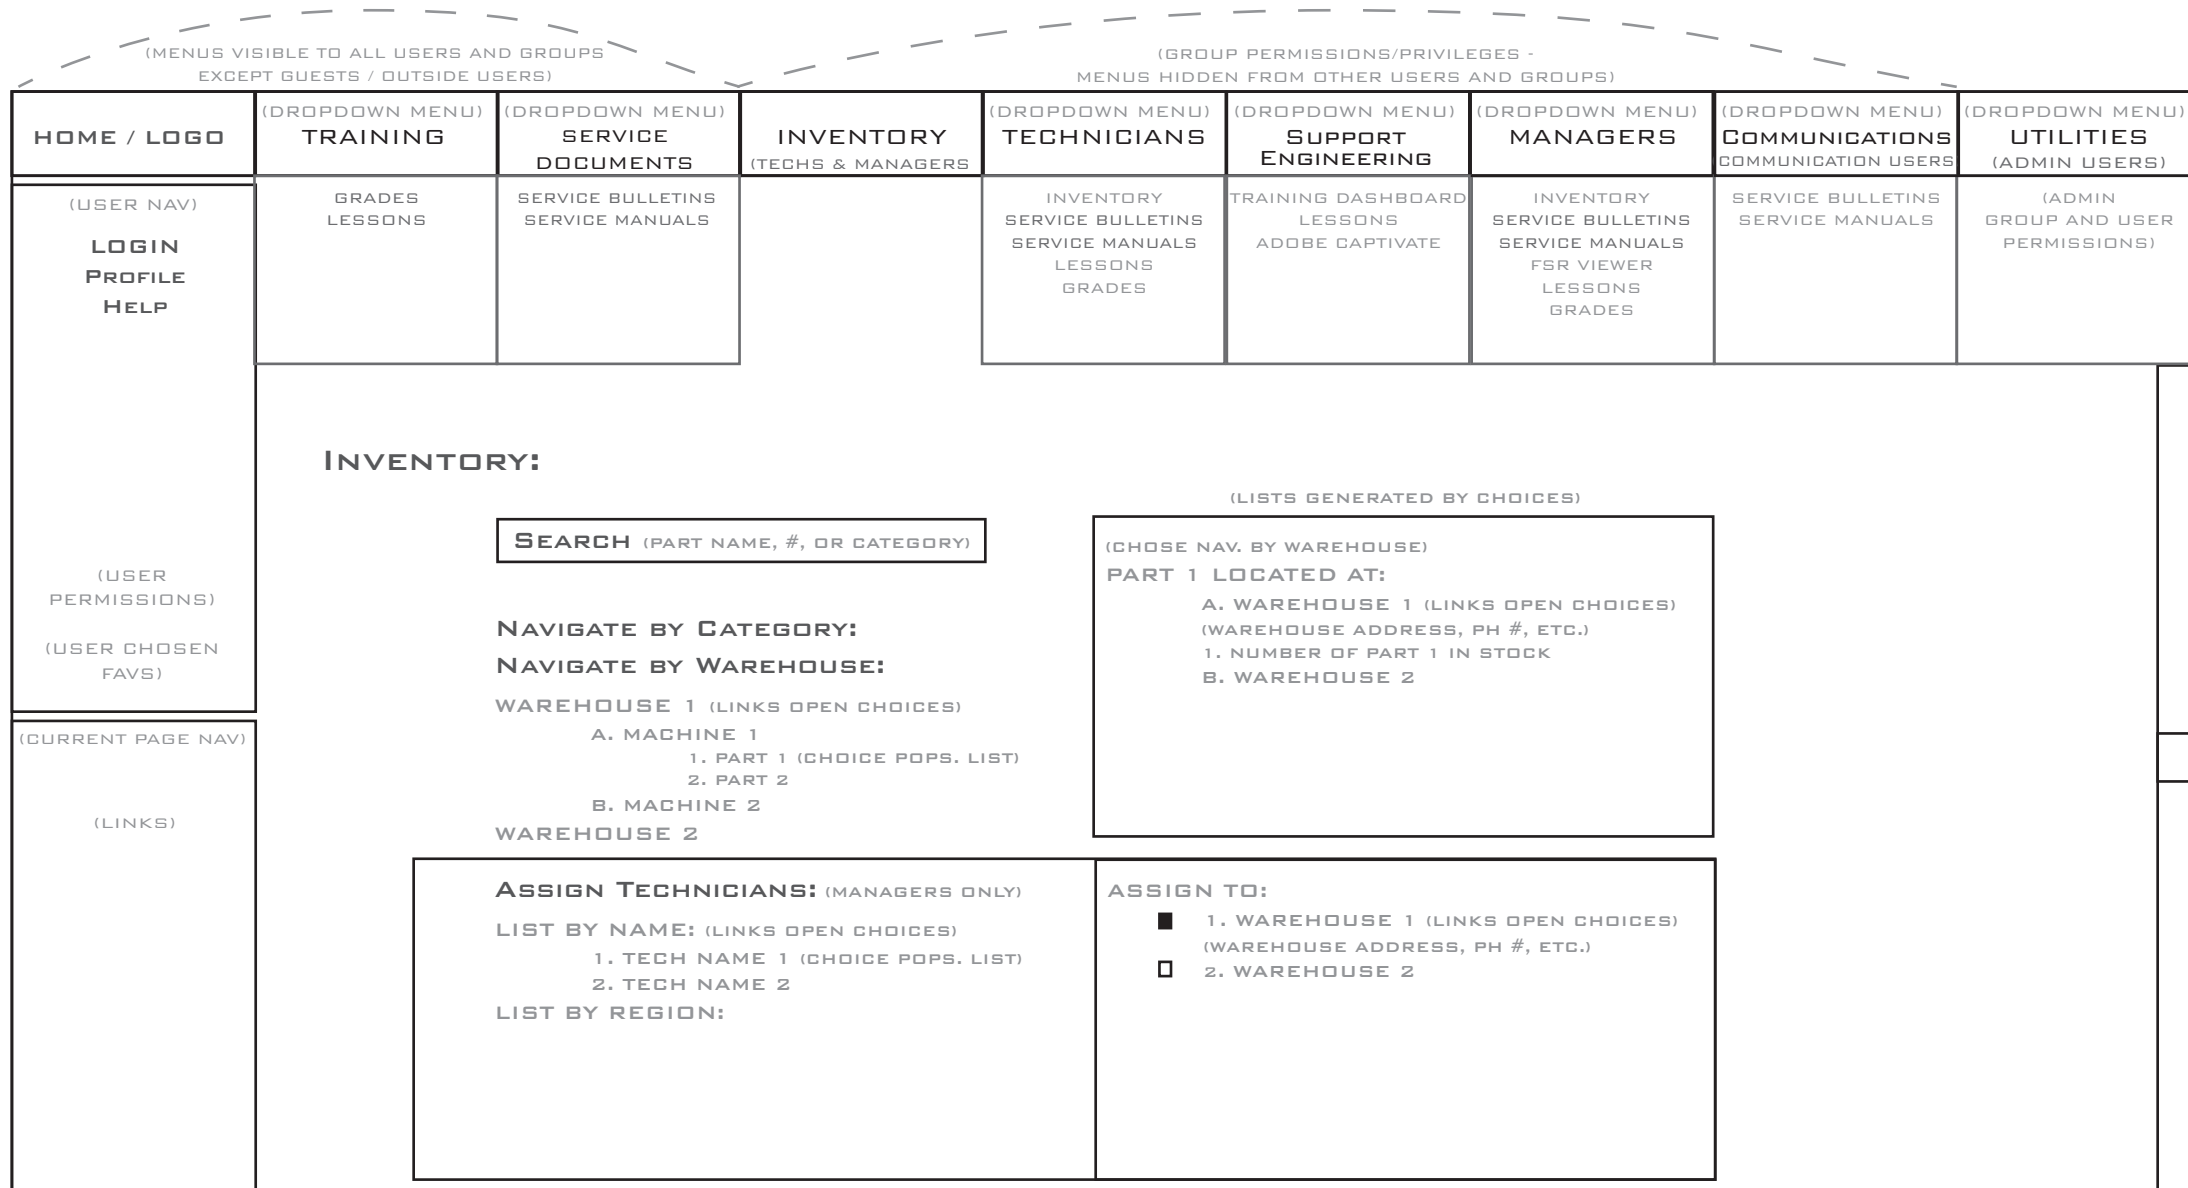 (MENUS VISIBLE TO ALL USERS AND GROUPS
EXCEPT GUESTS / OUTSIDE USERS)
(GROUP PERMISSIONS/PRIVILEGES -
MENUS HIDDEN FROM OTHER USERS AND GROUPS)
HOME / LOGO
(DROPDOWN MENU)
TRAINING
(DROPDOWN MENU)
SERVICE
DOCUMENTS
INVENTORY
(TECHS & MANAGERS
(DROPDOWN MENU)
TECHNICIANS
(DROPDOWN MENU)
SUPPORT
ENGINEERING
(DROPDOWN MENU)
MANAGERS
(DROPDOWN MENU)
COMMUNICATIONS
COMMUNICATION USERS
(DROPDOWN MENU)
UTILITIES
(ADMIN USERS)
(USER NAV)
LOGIN
PROFILE
HELP
(USER
PERMISSIONS)
(USER CHOSEN
FAVS)
(CURRENT PAGE NAV)
(LINKS)
GRADES
LESSONS
SERVICE BULLETINS
SERVICE MANUALS
INVENTORY
SERVICE BULLETINS
SERVICE MANUALS
LESSONS
GRADES
TRAINING DASHBOARD
LESSONS
ADOBE CAPTIVATE
INVENTORY
SERVICE BULLETINS
SERVICE MANUALS
FSR VIEWER
LESSONS
GRADES
SERVICE BULLETINS
SERVICE MANUALS
(ADMIN
GROUP AND USER
PERMISSIONS)
INVENTORY:
SEARCH (PART NAME, #, OR CATEGORY)
NAVIGATE BY CATEGORY:
NAVIGATE BY WAREHOUSE:
WAREHOUSE 1 (LINKS OPEN CHOICES)
A. MACHINE 1
1. PART 1 (CHOICE POPS. LIST)
2. PART 2
B. MACHINE 2
WAREHOUSE 2
(LISTS GENERATED BY CHOICES)
(CHOSE NAV. BY WAREHOUSE)
PART 1 LOCATED AT:
A. WAREHOUSE 1 (LINKS OPEN CHOICES)
(WAREHOUSE ADDRESS, PH #, ETC.)
1. NUMBER OF PART 1 IN STOCK
B. WAREHOUSE 2
ASSIGN TECHNICIANS: (MANAGERS ONLY)
LIST BY NAME: (LINKS OPEN CHOICES)
1. TECH NAME 1 (CHOICE POPS. LIST)
2. TECH NAME 2
LIST BY REGION:
ASSIGN TO:
1. WAREHOUSE 1 (LINKS OPEN CHOICES)
(WAREHOUSE ADDRESS, PH #, ETC.)
2. WAREHOUSE 2